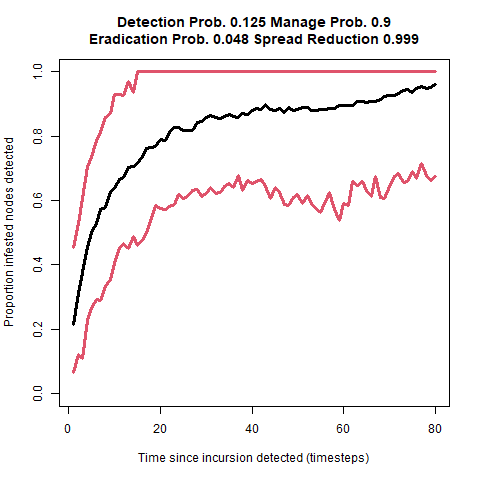 Detection Prob. 0.125 Manage Prob. 0.9
Eradication Prob. 0.048 Spread Reduction 0.999
Proportion infested nodes detected
1.0
0.8
0.6
0.4
0.2
0.0
0 20 40 60 80
Time since incursion detected (timesteps)